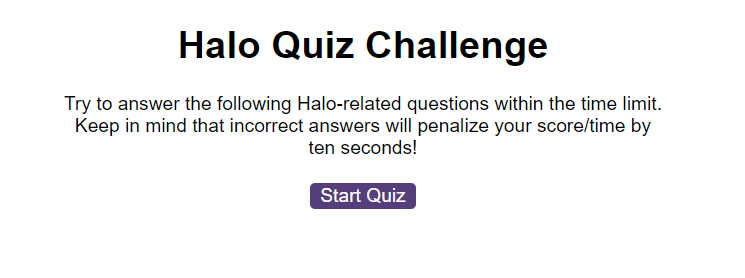 Halo Quiz Challenge
Try to answer the following Halo-related questions within the time limit.
Keep in mind that incorrect answers will penalize your score/time by
ten seconds!
Start Quiz